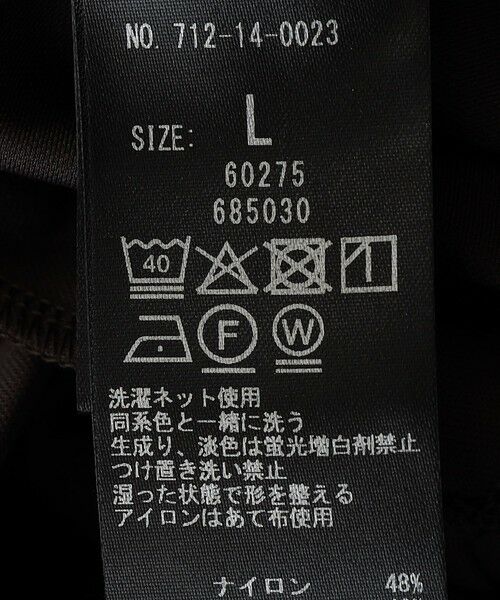 NO. 712-14-0023
SIZE: L
60275
685030
40
F W
洗濯ネット使用
同系色と一緒に洗う
生成り、淡色は蛍光増白剤禁止
つけ置き洗い禁止
湿った状態で形を整える
アイロンはあて布使用
ナイロン 48%